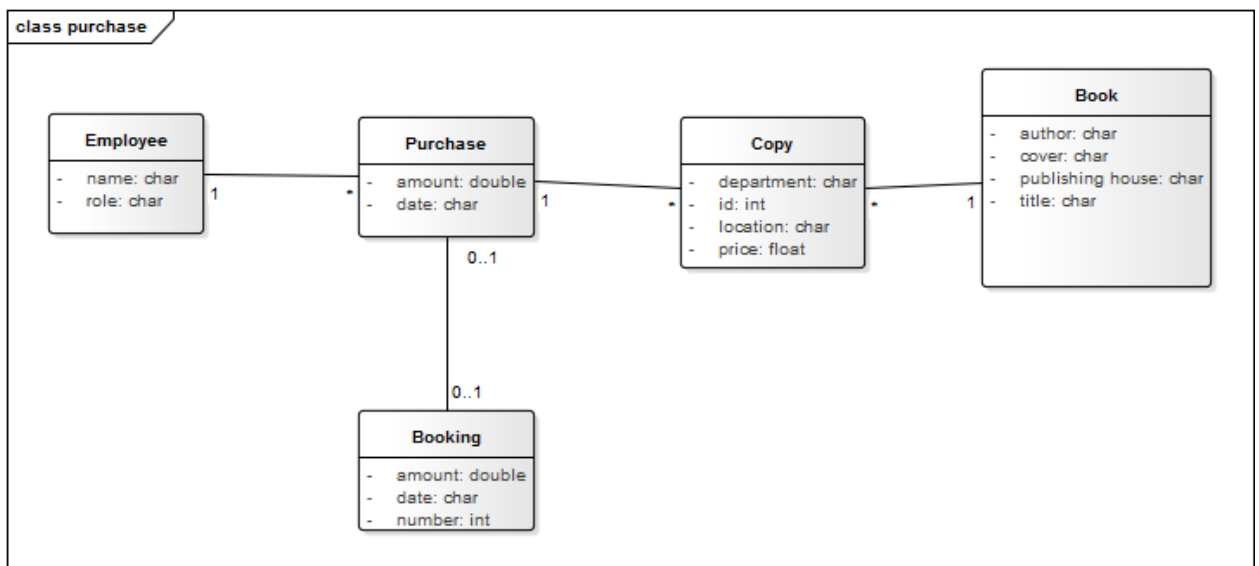 class purchase
Employee
- name: char
- role: char
1
*
Purchase
- amount: double
- date: char
1
*
Copy
- department: char
- id: int
- location: char
- price: float
*
1
Book
- author: char
- cover: char
- publishing house: char
- title: char
0..1
0..1
Booking
- amount: double
- date: char
- number: int